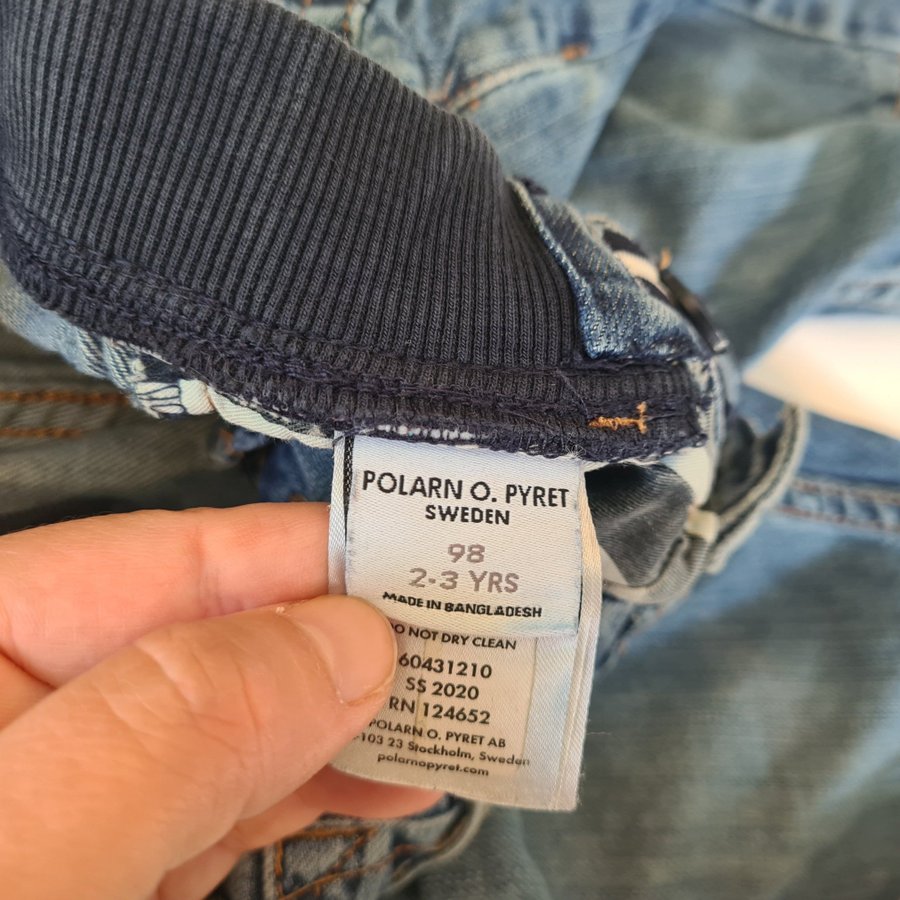 POLARN O. PYRET
SWEDEN
98
2-3 YRS
MADE IN BANGLADESH
DO NOT DRY CLEAN
60431210
SS 2020
RN 124652
POLARN O. PYRET AB
103 23 Stockholm, Sweden
polarnopyret.com